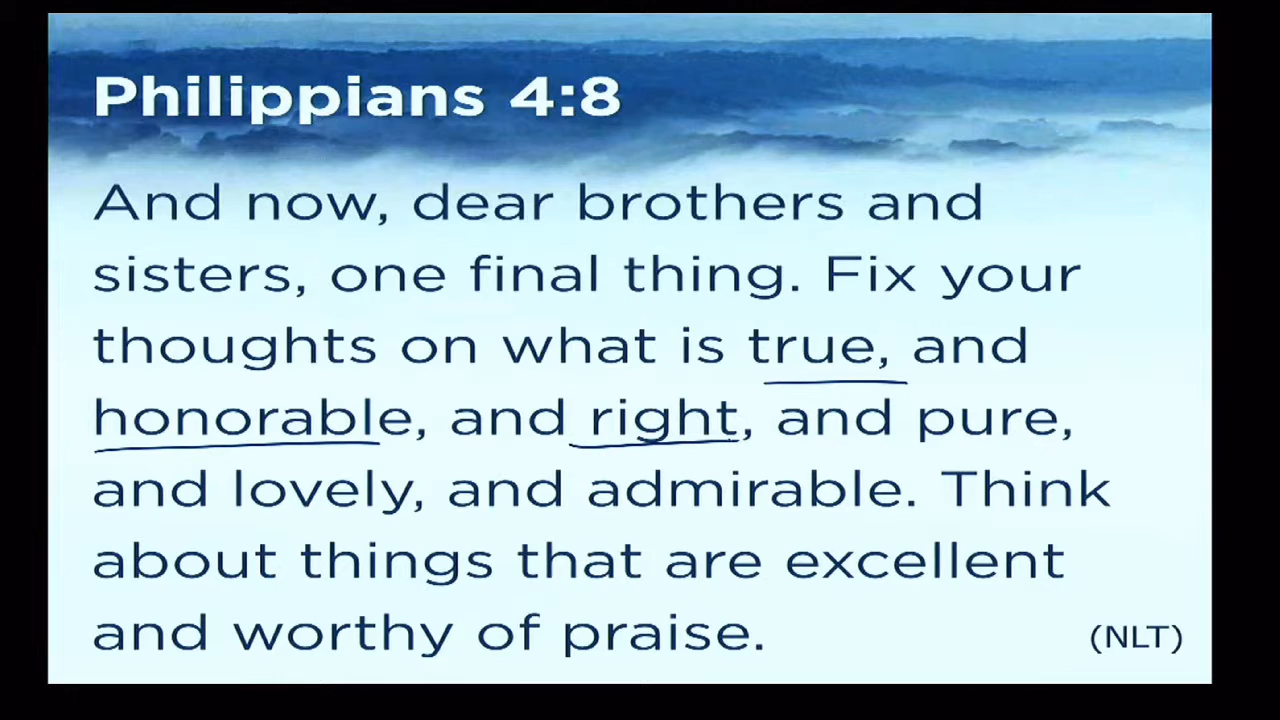 Philippians 4:8
And now, dear brothers and
sisters, one final thing. Fix your
thoughts on what is true, and
honorable, and right, and pure,
and lovely, and admirable. Think
about things that are excellent
and worthy of praise.
(NLT)